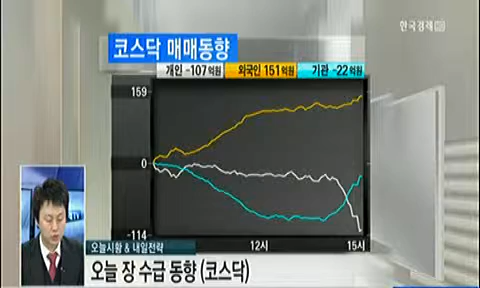 한국경제
코스닥 매매동향
개인 -107억원 외국인 151억원 기관 -22억원
159
0
-114
12시 15시
오늘시황 & 내일전략
오늘 장 수급 동향 (코스닥)